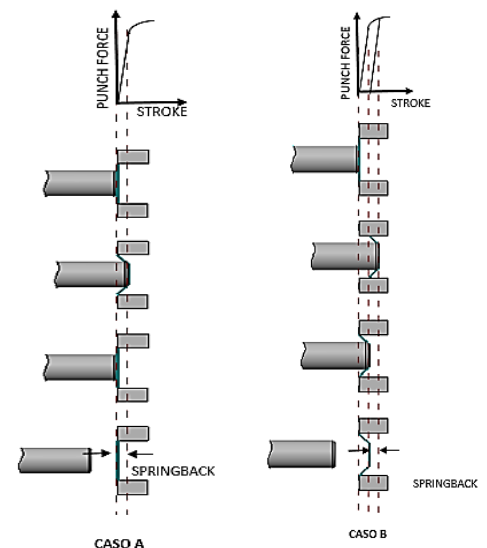 PUNCH FORCE
STROKE
SPRINGBACK
CASO A
PUNCH FORCE
STROKE
SPRINGBACK
CASO B